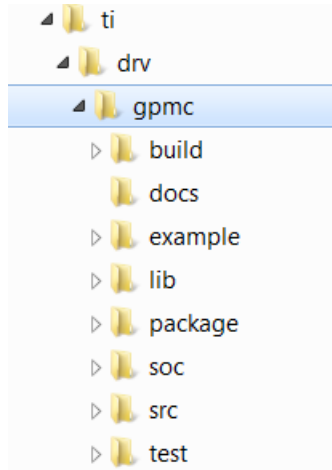 ti
drv
gpmc
build
docs
example
lib
package
soc
src
test